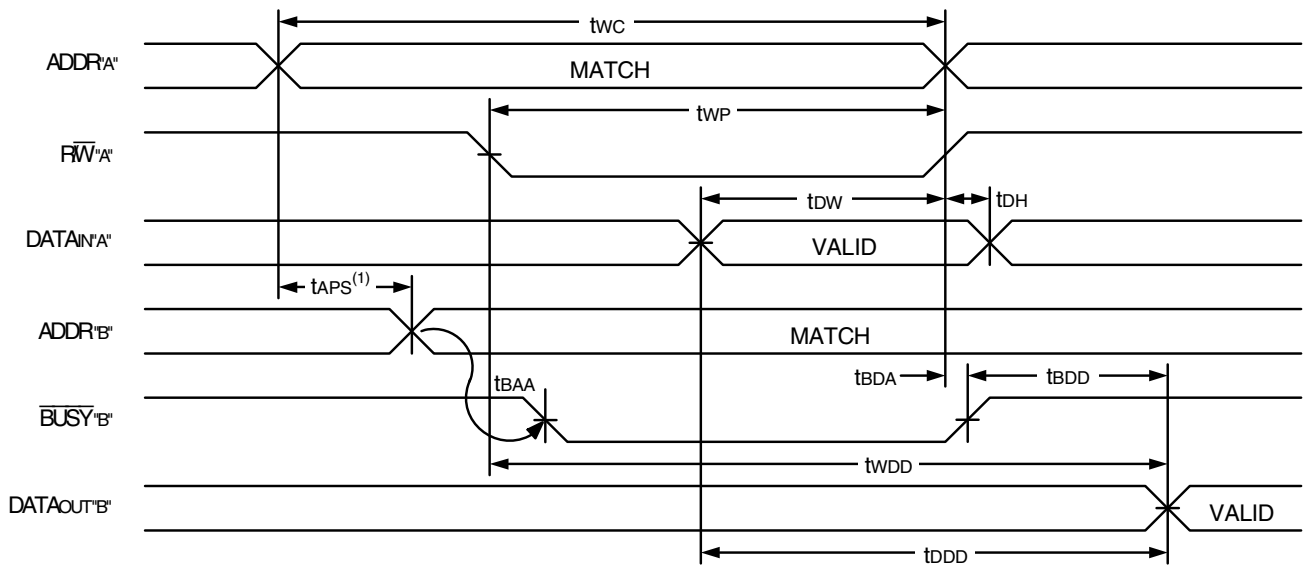 tWC
ADDR"A"
MATCH
tWP
R/W"A"
tDW
tDH
DATAIN"A"
VALID
tAPS(1)
ADDR"B"
MATCH
tBAA
tBDA
tBDD
BUSY"B"
tWDD
DATAOUT"B"
VALID
tDDD